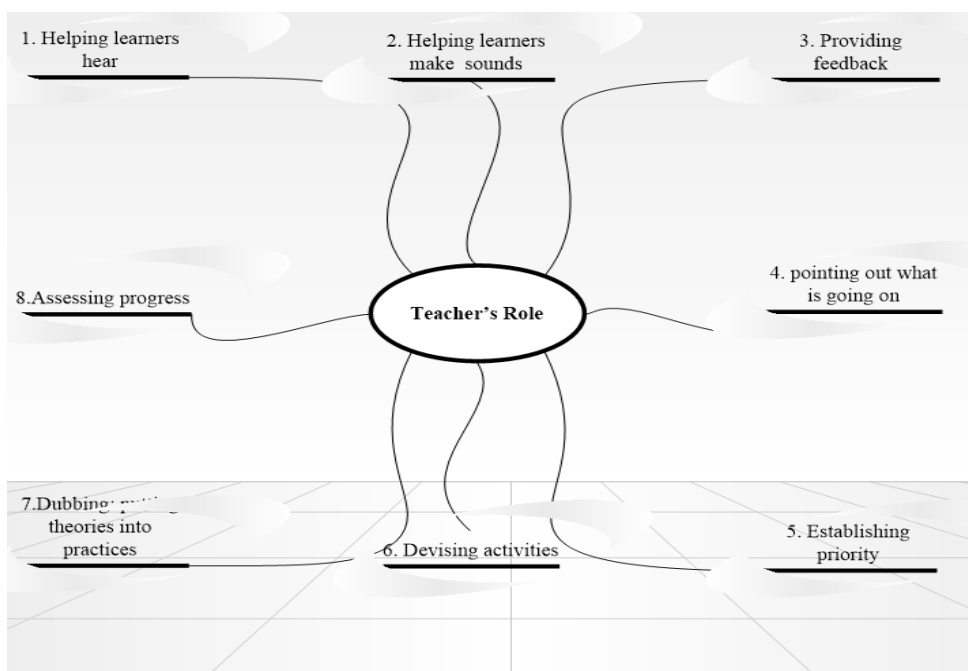 1. Helping learners
hear
2. Helping learners
make sounds
3. Providing
feedback
8.Assessing progress
Teacher’s Role
4. pointing out what
is going on
7.Dubbing:
theories into
practices
6. Devising activities
5. Establishing
priority